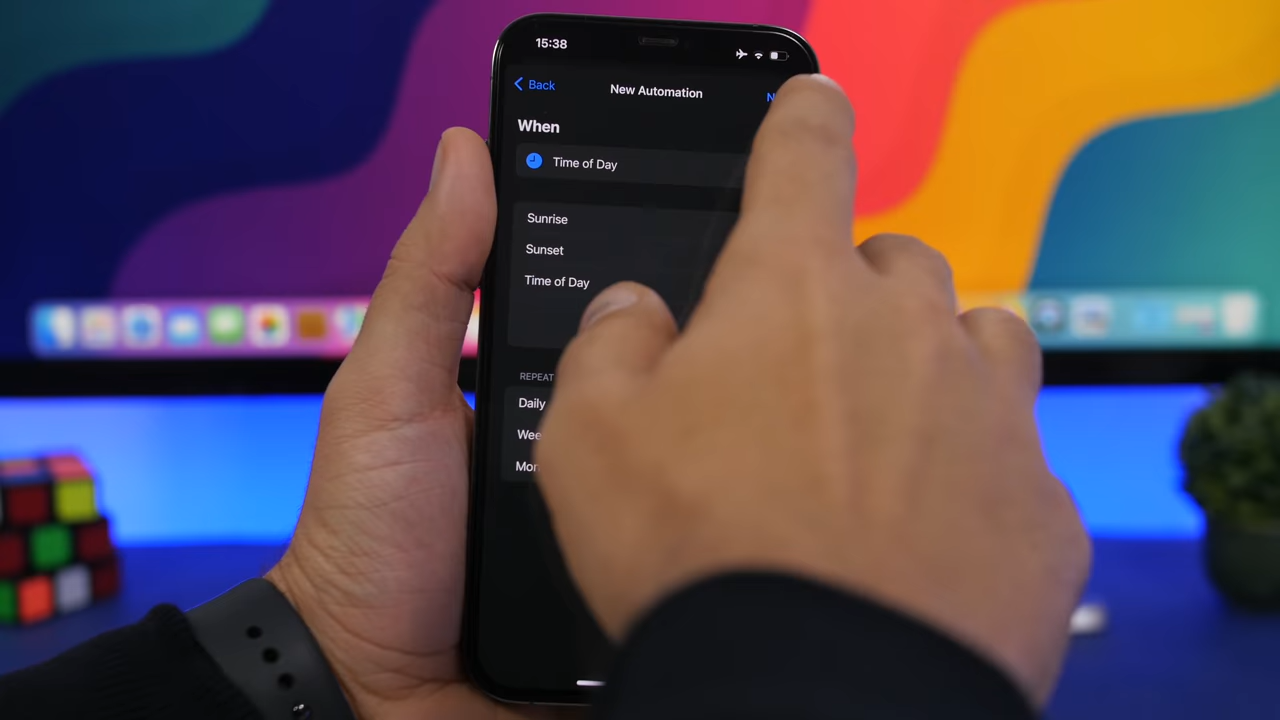 15:38
Back
New Automation
When
Time of Day
Sunrise
Sunset
Time of Day
REPEAT
Daily